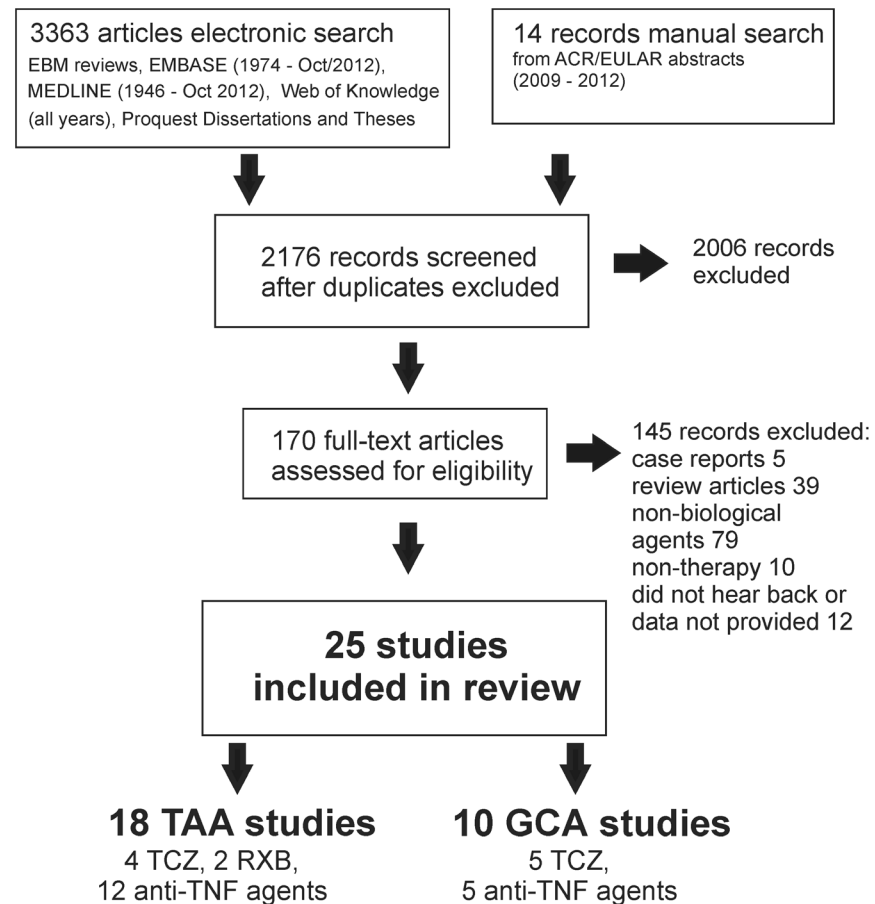 3363 articles electronic search
EBM reviews, EMBASE (1974 - Oct/2012),
MEDLINE (1946 - Oct 2012),  Web of Knowledge
(all years), Proquest Dissertations and Theses
14 records manual search
from ACR/EULAR abstracts
(2009 - 2012)
2176 records screened
after duplicates excluded
2006 records
excluded
170 full-text articles
assessed for eligibility
145 records excluded:
case reports 5
review articles 39
non-biological
agents 79
non-therapy 10
did not hear back or
data not provided 12
25 studies
included in review
18 TAA studies
4 TCZ, 2 RXB,
12 anti-TNF agents
10 GCA studies
5 TCZ,
5 anti-TNF agents